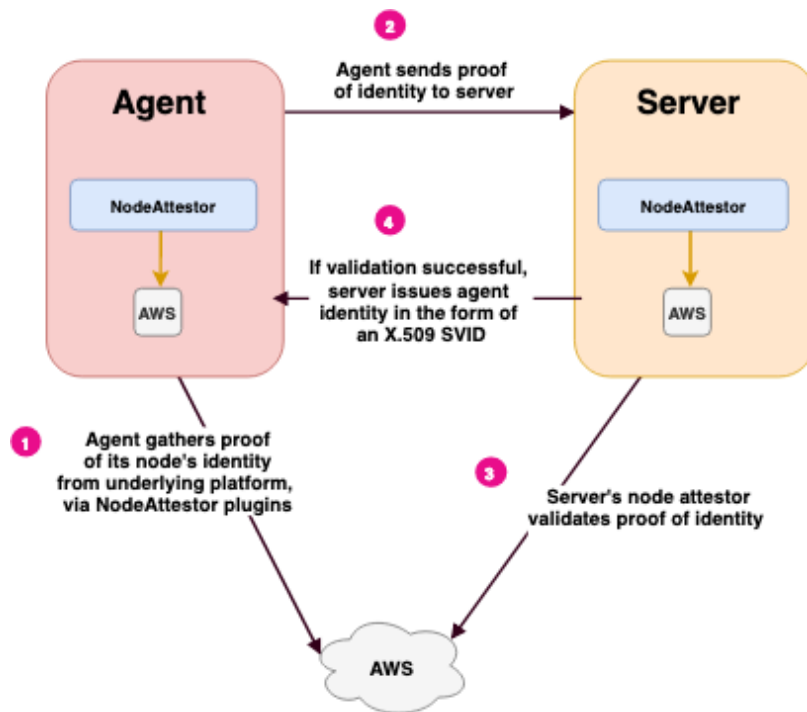 2
Agent sends proof
of identity to server
Agent
Server
NodeAttestor
NodeAttestor
4
If validation successful,
server issues agent
identity in the form of
an X.509 SVID
AWS
AWS
1
Agent gathers proof
of its node's identity
from underlying platform,
via NodeAttestor plugins
3
Server's node attestor
validates proof of identity
AWS